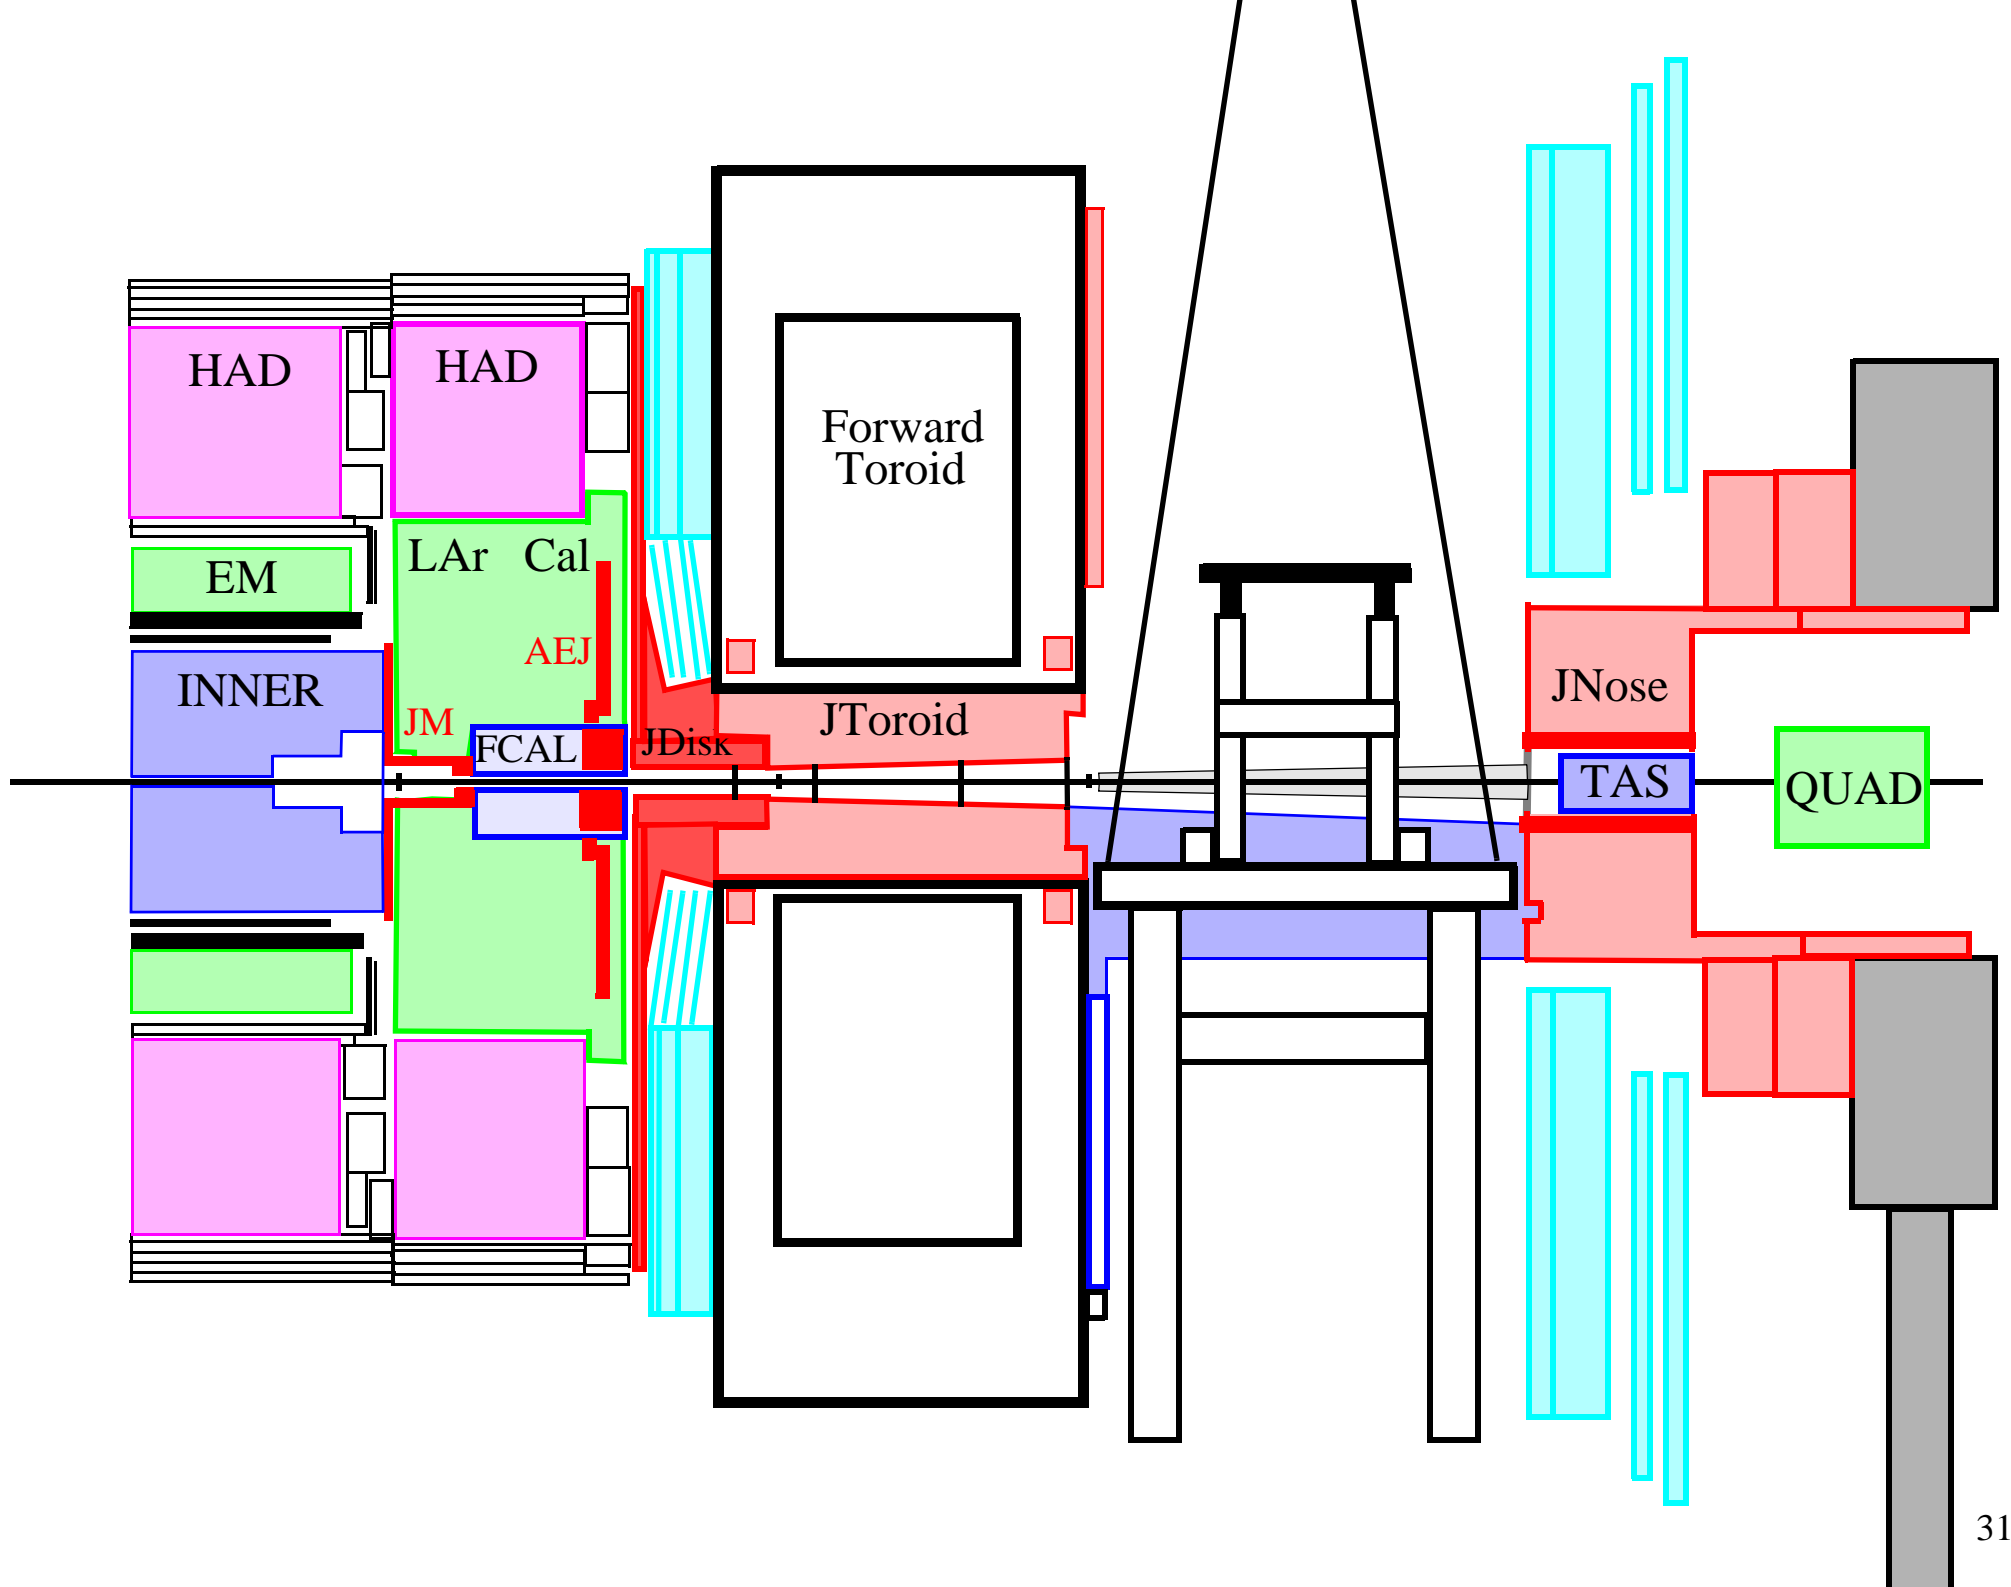 HAD
HAD
Forward
Toroid
LAr Cal
EM
AEJ
INNER
JM
FCAL
JDisk
JToroid
JNose
TAS
QUAD
31